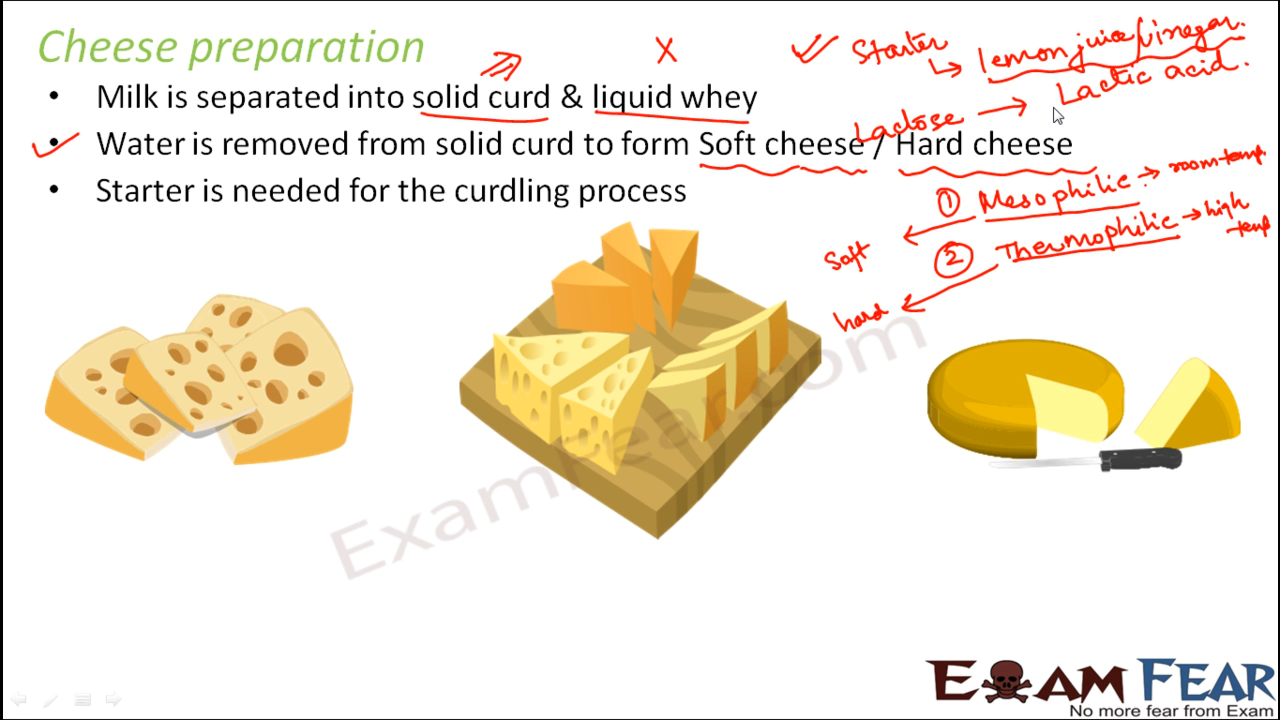 Cheese preparation
X
Starter
lemon juice/vinegar.
• Milk is separated into solid curd & liquid whey
Lactose → Lactic acid.
• Water is removed from solid curd to form Soft cheese / Hard cheese
• Starter is needed for the curdling process
① Mesophilic → room temp.
Soft
② Thermophilic → high temp
hard
Examfear.com
EXAM FEAR
No more fear from Exam